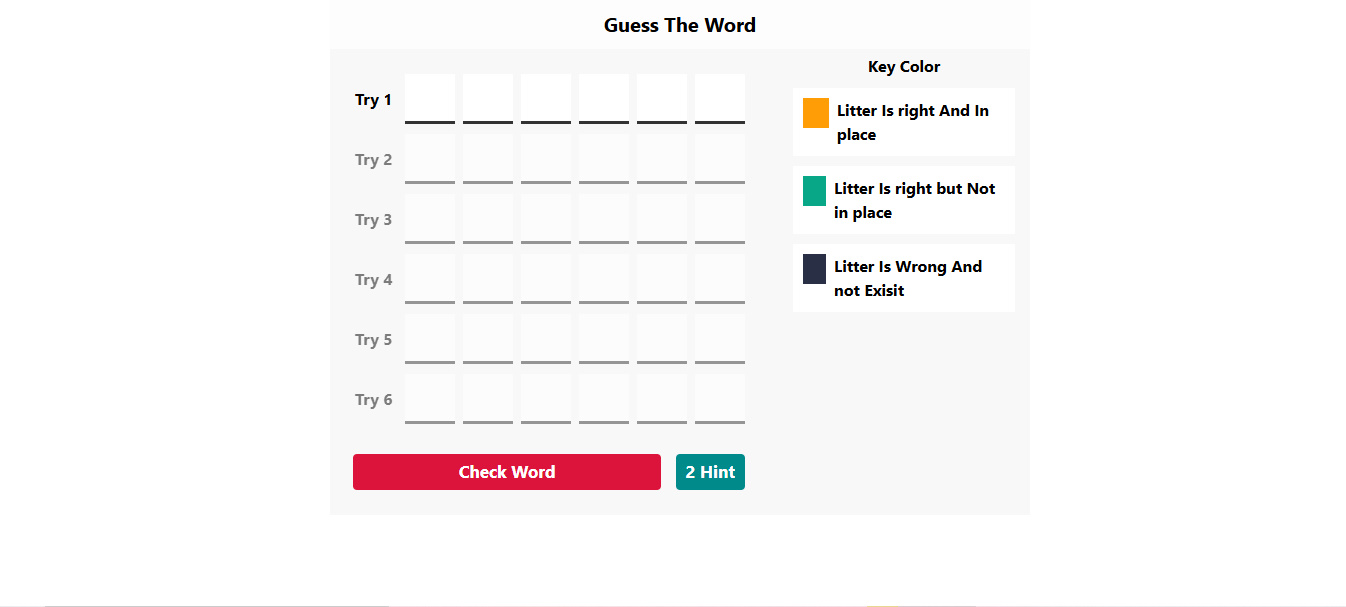 Guess The Word
Try 1
Try 2
Try 3
Try 4
Try 5
Try 6
Check Word
2 Hint
Key Color
Litter Is right And In
place
Litter Is right but Not
in place
Litter Is Wrong And
not Exisit